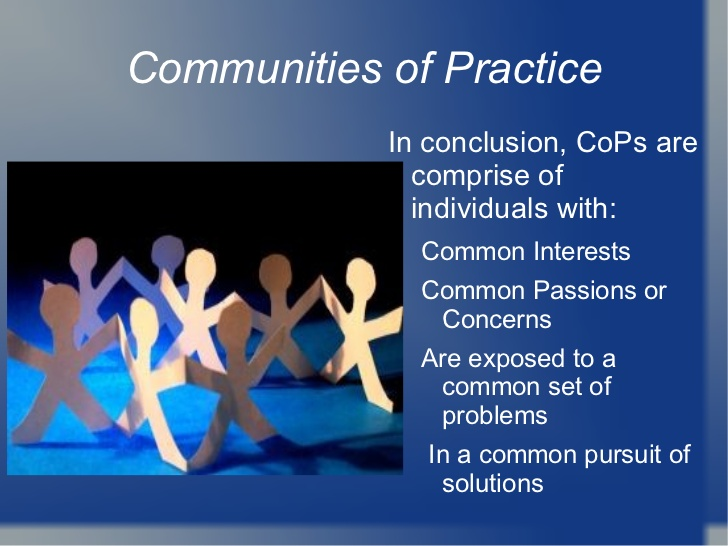 Communities of Practice
In conclusion, CoPs are
comprise of
individuals with:
Common Interests
Common Passions or
Concerns
Are exposed to a
common set of
problems
In a common pursuit of
solutions